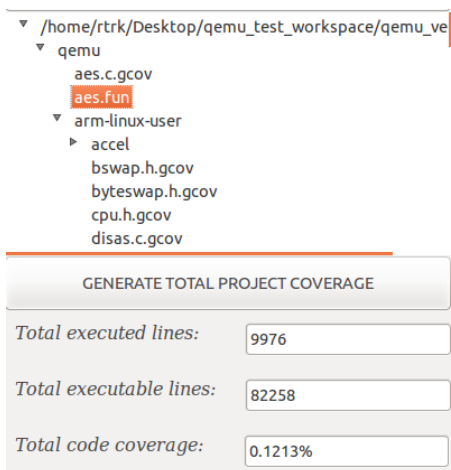 /home/rtrk/Desktop/qemu_test_workspace/qemu_ve
qemu
aes.c.gcov
aes.fun
arm-linux-user
accel
bswap.h.gcov
byteswap.h.gcov
cpu.h.gcov
disas.c.gcov
GENERATE TOTAL PROJECT COVERAGE
Total executed lines: 9976
Total executable lines: 82258
Total code coverage: 0.1213%